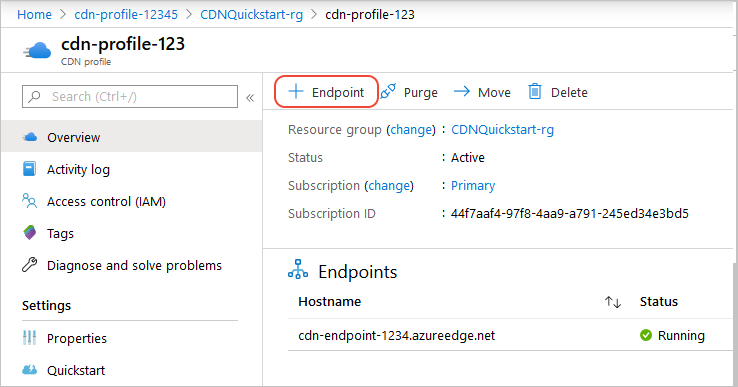 Home > cdn-profile-12345 > CDNQuickstart-rg > cdn-profile-123
cdn-profile-123
CDN profile
Search (Ctrl+/)
«
Overview
Activity log
Access control (IAM)
Tags
Diagnose and solve problems
Settings
Properties
Quickstart
+ Endpoint Purge Move Delete
Resource group (change) : CDNQuickstart-rg
Status : Active
Subscription (change) : Primary
Subscription ID : 44f7aaf4-97f8-4aa9-a791-245ed34e3bd5
Endpoints
Hostname ↑↓ Status
cdn-endpoint-1234.azureedge.net Running